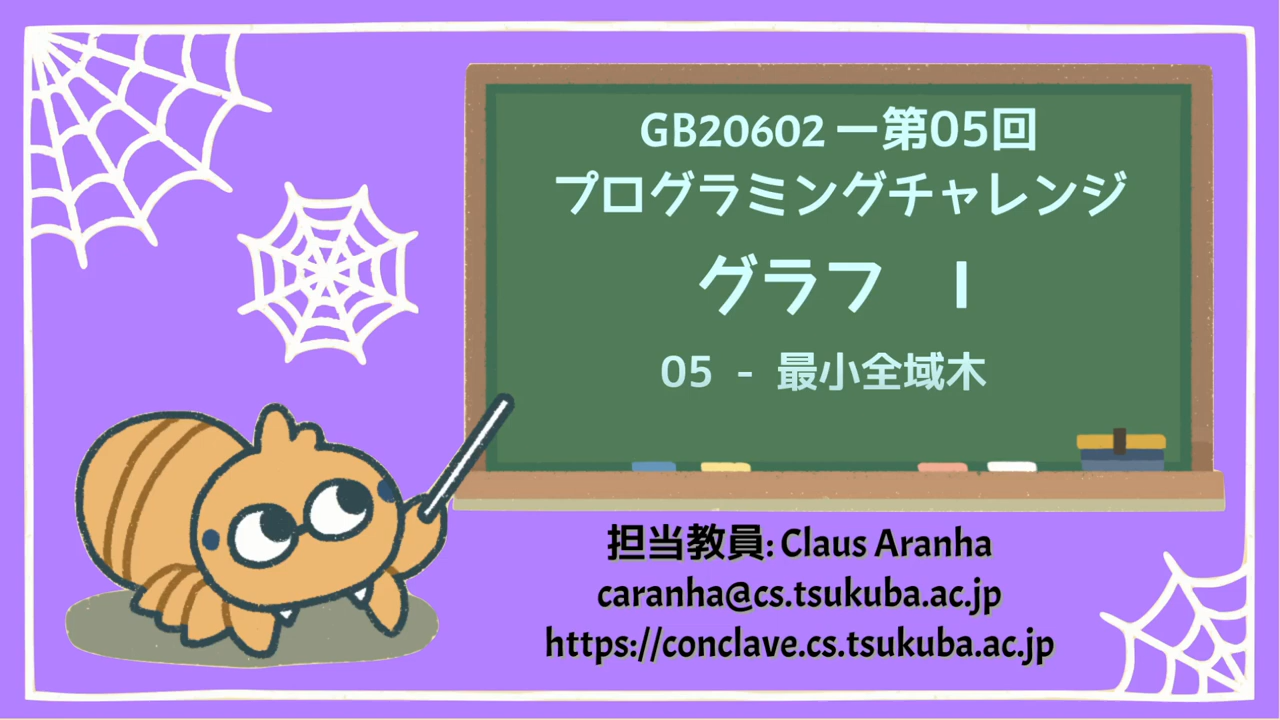 GB20602 ー第05回
プログラミングチャレンジ
グラフ I
05 - 最小全域木
担当教員: Claus Aranha
caranha@cs.tsukuba.ac.jp
https://conclave.cs.tsukuba.ac.jp